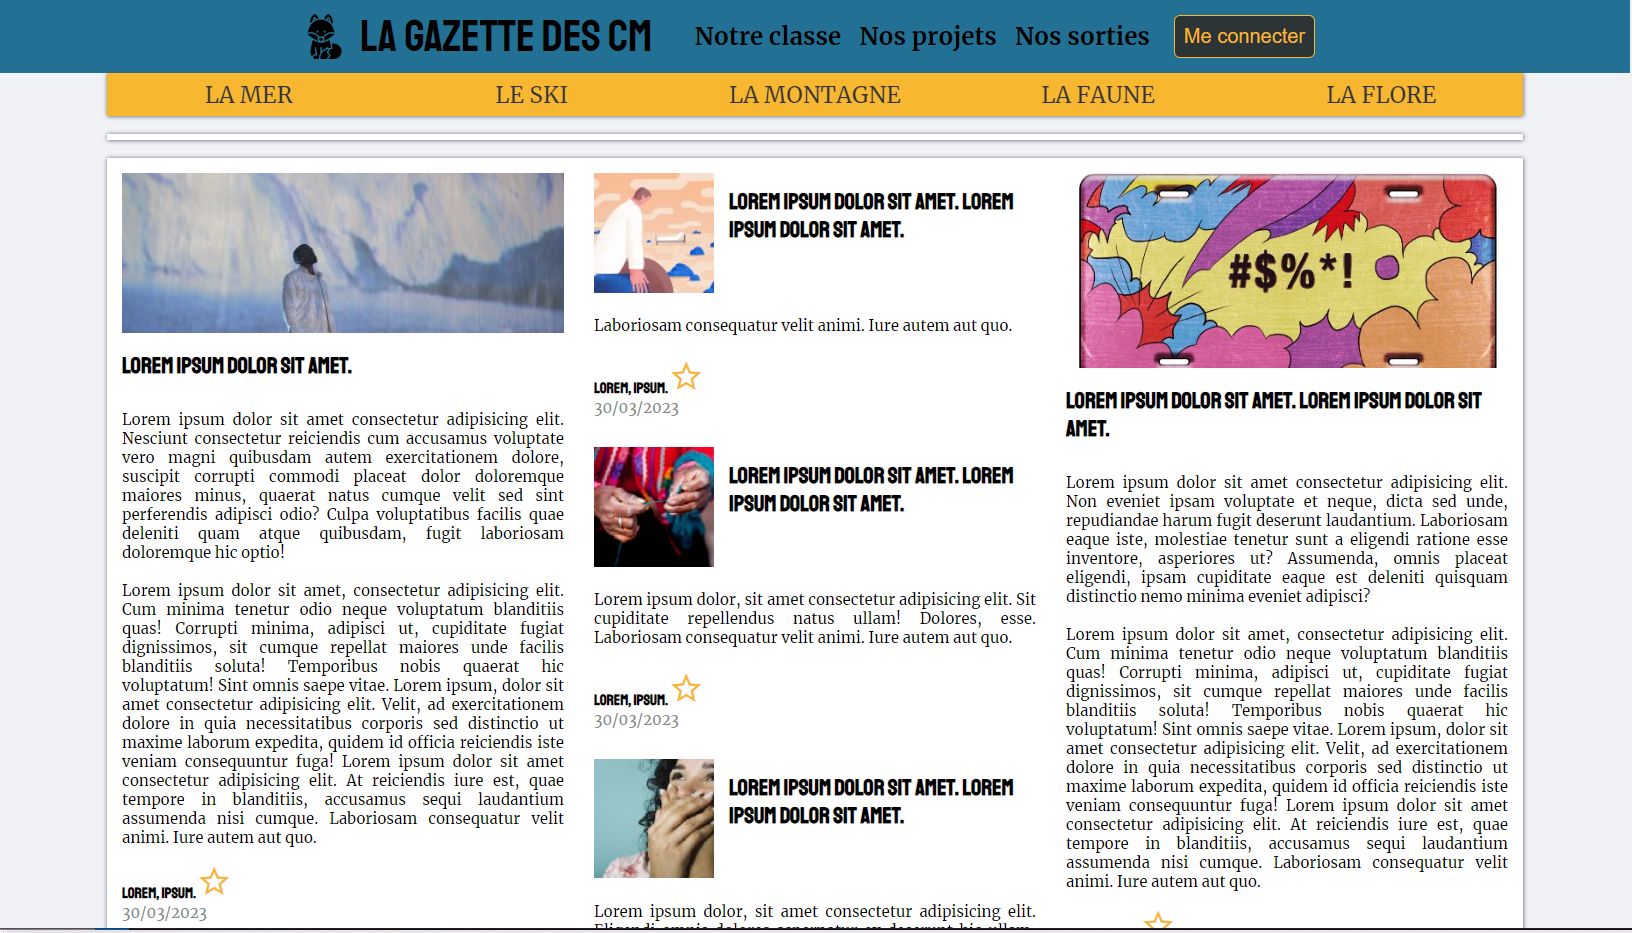 LA GAZETTE DES CM
Notre classe Nos projets Nos sorties Me connecter
LA MER LE SKI LA MONTAGNE LA FAUNE LA FLORE
LOREM IPSUM DOLOR SIT AMET.
Lorem ipsum dolor sit amet consectetur adipisicing elit.
Nesciunt consectetur reiciendis cum accusamus voluptate
vero magni quibusdam autem exercitationem dolore,
suscipit corrupti commodi placeat dolor doloremque
maiores minus, quaerat natus cumque velit sed sint
perferendis adipisci odio? Culpa voluptatibus facilis quae
deleniti quam atque quibusdam, fugit laboriosam
doloremque hic optio!
Lorem ipsum dolor sit amet, consectetur adipisicing elit.
Cum minima tenetur odio neque voluptatum blanditiis
quas! Corrupti minima, adipisci ut, cupiditate fugiat
dignissimos, sit cumque repellat maiores unde facilis
blanditiis soluta! Temporibus nobis quaerat hic
voluptatum! Sint omnis saepe vitae. Lorem ipsum, dolor sit
amet consectetur adipisicing elit. Velit, ad exercitationem
dolore in quia necessitatibus corporis sed distinctio ut
maxime laborum expedita, quidem id officia reiciendis iste
veniam consequuntur fuga! Lorem ipsum dolor sit amet
consectetur adipisicing elit. At reiciendis iure est, quae
tempore in blanditiis, accusamus sequi laudantium
assumenda nisi cumque. Laboriosam consequatur velit
animi. Iure autem aut quo.
LOREM, IPSUM.
30/03/2023
LOREM IPSUM DOLOR SIT AMET. LOREM
IPSUM DOLOR SIT AMET.
Laboriosam consequatur velit animi. Iure autem aut quo.
LOREM, IPSUM.
30/03/2023
LOREM IPSUM DOLOR SIT AMET. LOREM
IPSUM DOLOR SIT AMET.
Lorem ipsum dolor, sit amet consectetur adipisicing elit. Sit
cupiditate repellendus natus ullam! Dolores, esse.
Laboriosam consequatur velit animi. Iure autem aut quo.
LOREM, IPSUM.
30/03/2023
LOREM IPSUM DOLOR SIT AMET. LOREM
IPSUM DOLOR SIT AMET.
Lorem ipsum dolor, sit amet consectetur adipisicing elit.
#$%*!
LOREM IPSUM DOLOR SIT AMET. LOREM IPSUM DOLOR SIT
AMET.
Lorem ipsum dolor sit amet consectetur adipisicing elit.
Non eveniet ipsam voluptate et neque, dicta sed unde,
repudiandae harum fugit deserunt laudantium. Laboriosam
eaque iste, molestiae tenetur sunt a eligendi ratione esse
inventore, asperiores ut? Assumenda, omnis placeat
eligendi, ipsam cupiditate eaque est deleniti quisquam
distinctio nemo minima eveniet adipisci?
Lorem ipsum dolor sit amet, consectetur adipisicing elit.
Cum minima tenetur odio neque voluptatum blanditiis
quas! Corrupti minima, adipisci ut, cupiditate fugiat
dignissimos, sit cumque repellat maiores unde facilis
blanditiis soluta! Temporibus nobis quaerat hic
voluptatum! Sint omnis saepe vitae. Lorem ipsum, dolor sit
amet consectetur adipisicing elit. Velit, ad exercitationem
dolore in quia necessitatibus corporis sed distinctio ut
maxime laborum expedita, quidem id officia reiciendis iste
veniam consequuntur fuga! Lorem ipsum dolor sit amet
consectetur adipisicing elit. At reiciendis iure est, quae
tempore in blanditiis, accusamus sequi laudantium
assumenda nisi cumque. Laboriosam consequatur velit
animi. Iure autem aut quo.